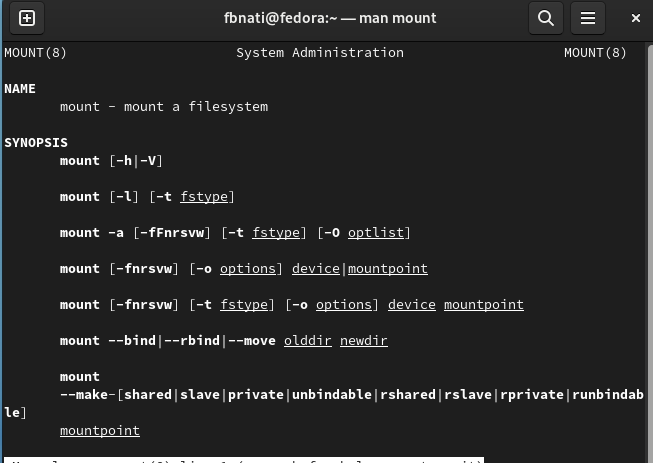 fbnati@fedora:~ — man mount
MOUNT(8) System Administration MOUNT(8)
NAME
mount - mount a filesystem
SYNOPSIS
mount [-h|-V]
mount [-l] [-t fstype]
mount -a [-fFnrsvw] [-t fstype] [-O optlist]
mount [-fnrsvw] [-o options] device|mountpoint
mount [-fnrsvw] [-t fstype] [-o options] device mountpoint
mount --bind|--rbind|--move olddir newdir
mount
--make-[shared|slave|private|unbindable|rshared|rslave|rprivate|runbindab
le]
mountpoint